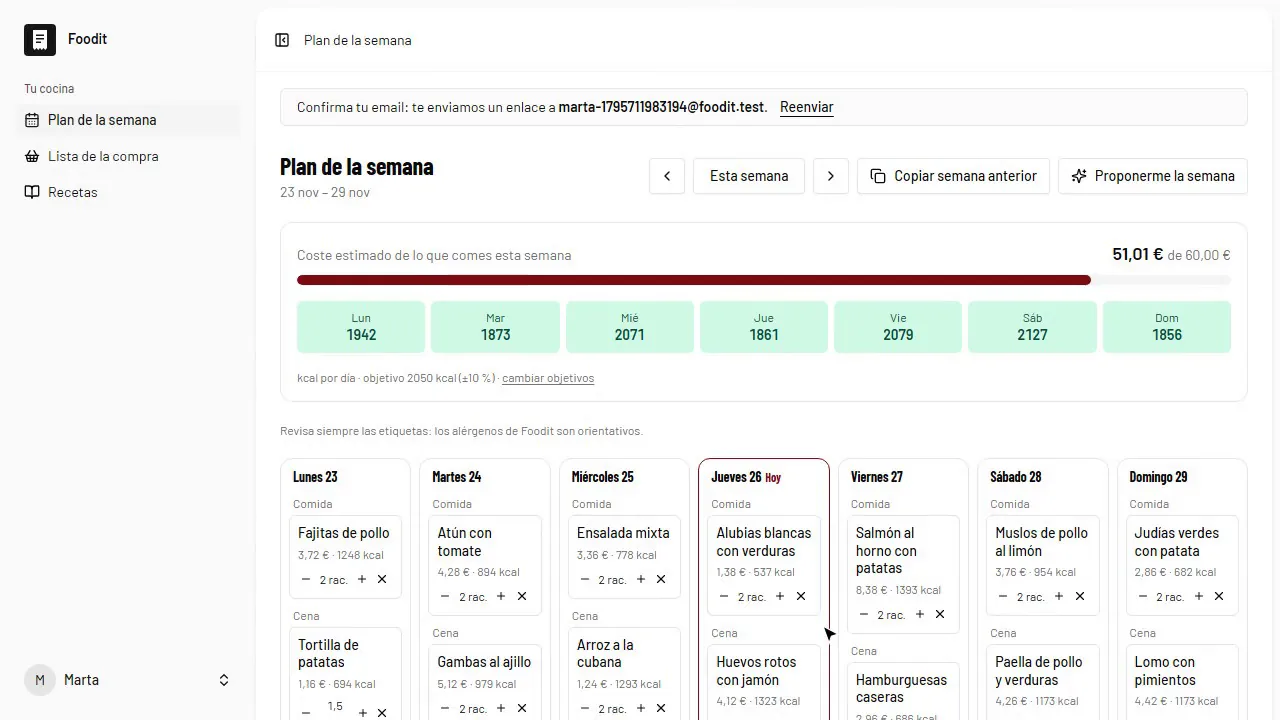 Foodit
Tu cocina
Plan de la semana
Lista de la compra
Recetas
M Marta
Plan de la semana
Confirma tu email: te enviamos un enlace a marta-1795711983194@foodit.test. Reenviar
Plan de la semana
23 nov – 29 nov
Esta semana
Copiar semana anterior
Proponerme la semana
Coste estimado de lo que comes esta semana
51,01 € de 60,00 €
Lun
1942
Mar
1873
Mié
2071
Jue
1861
Vie
2079
Sáb
2127
Dom
1856
kcal por día · objetivo 2050 kcal (±10 %) · cambiar objetivos
Revisa siempre las etiquetas: los alérgenos de Foodit son orientativos.
Lunes 23
Comida
Fajitas de pollo
3,72 € · 1248 kcal
− 2 rac. + ×
Cena
Tortilla de
patatas
1,16 € · 694 kcal
− 1,5 + ×
Martes 24
Comida
Atún con
tomate
4,28 € · 894 kcal
− 2 rac. + ×
Cena
Gambas al ajillo
5,12 € · 979 kcal
− 2 rac. + ×
Miércoles 25
Comida
Ensalada mixta
3,36 € · 778 kcal
− 2 rac. + ×
Cena
Arroz a la
cubana
1,24 € · 1293 kcal
− 2 rac. + ×
Jueves 26 Hoy
Comida
Alubias blancas
con verduras
1,38 € · 537 kcal
− 2 rac. + ×
Cena
Huevos rotos
con jamón
4,12 € · 1323 kcal
Viernes 27
Comida
Salmón al
horno con
patatas
8,38 € · 1393 kcal
− 2 rac. + ×
Cena
Hamburguesas
caseras
2,96 € · 686 kcal
Sábado 28
Comida
Muslos de pollo
al limón
3,76 € · 954 kcal
− 2 rac. + ×
Cena
Paella de pollo
y verduras
4,26 € · 1173 kcal
− 2 rac. + ×
Domingo 29
Comida
Judías verdes
con patata
2,86 € · 682 kcal
− 2 rac. + ×
Cena
Lomo con
pimientos
4,42 € · 1173 kcal
− 2 rac. + ×